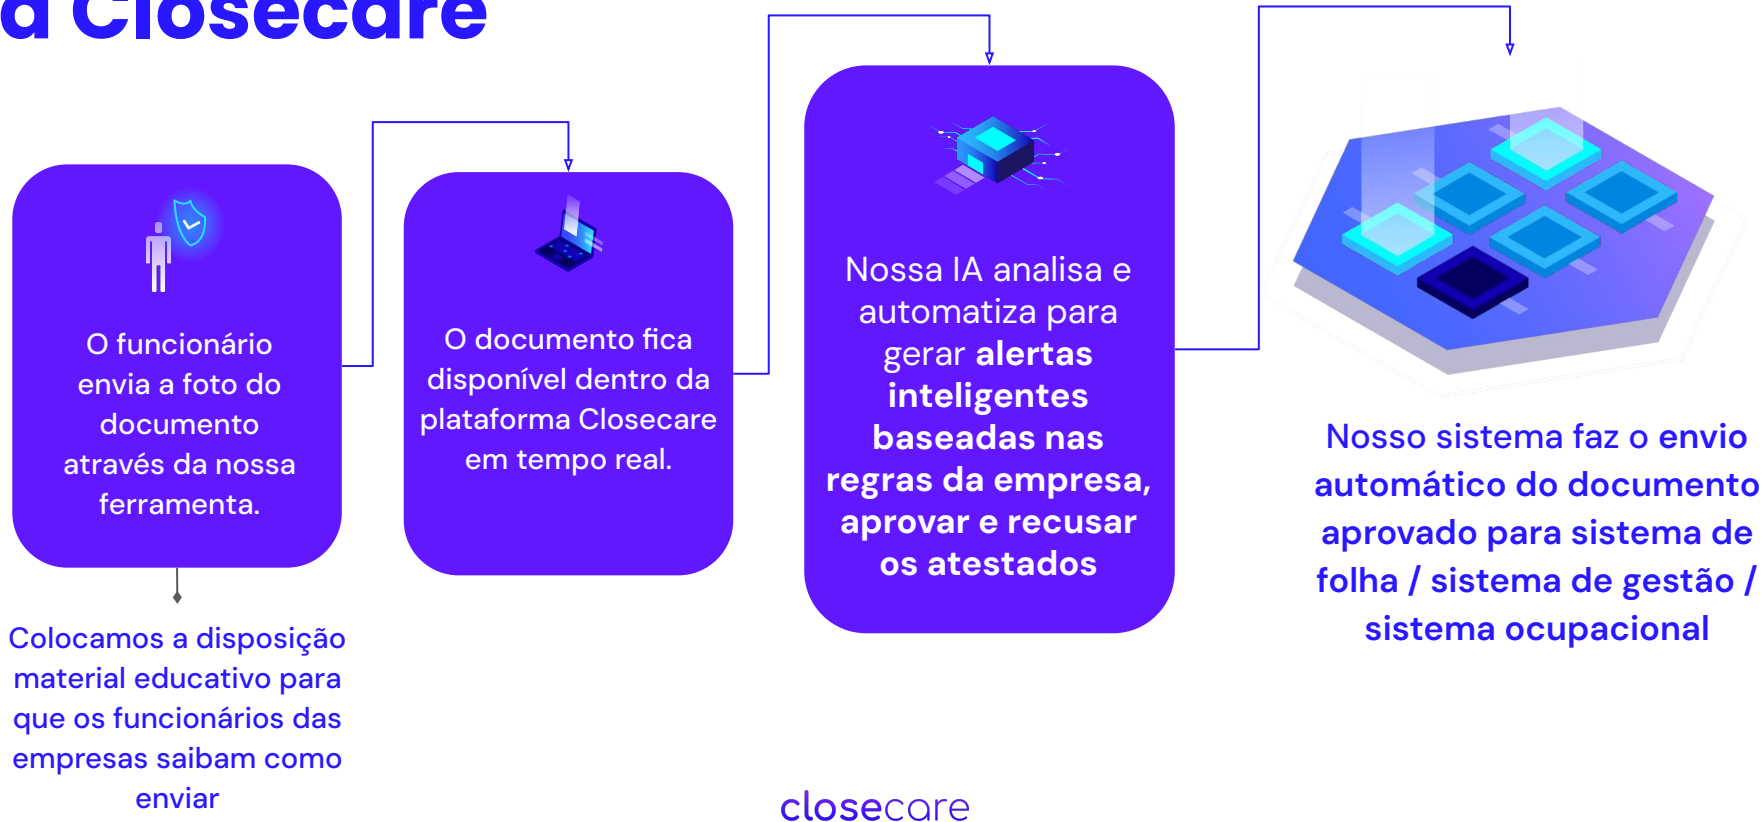 a Closecare
O funcionário
envia a foto do
documento
através da nossa
ferramenta.
Colocamos a disposição
material educativo para
que os funcionários das
empresas saibam como
enviar
O documento fica
disponível dentro da
plataforma Closecare
em tempo real.
Nossa IA analisa e
automatiza para
gerar alertas
inteligentes
baseadas nas
regras da empresa,
aprovar e recusar
os atestados
Nosso sistema faz o envio
automático do documento
aprovado para sistema de
folha / sistema de gestão /
sistema ocupacional
closecare